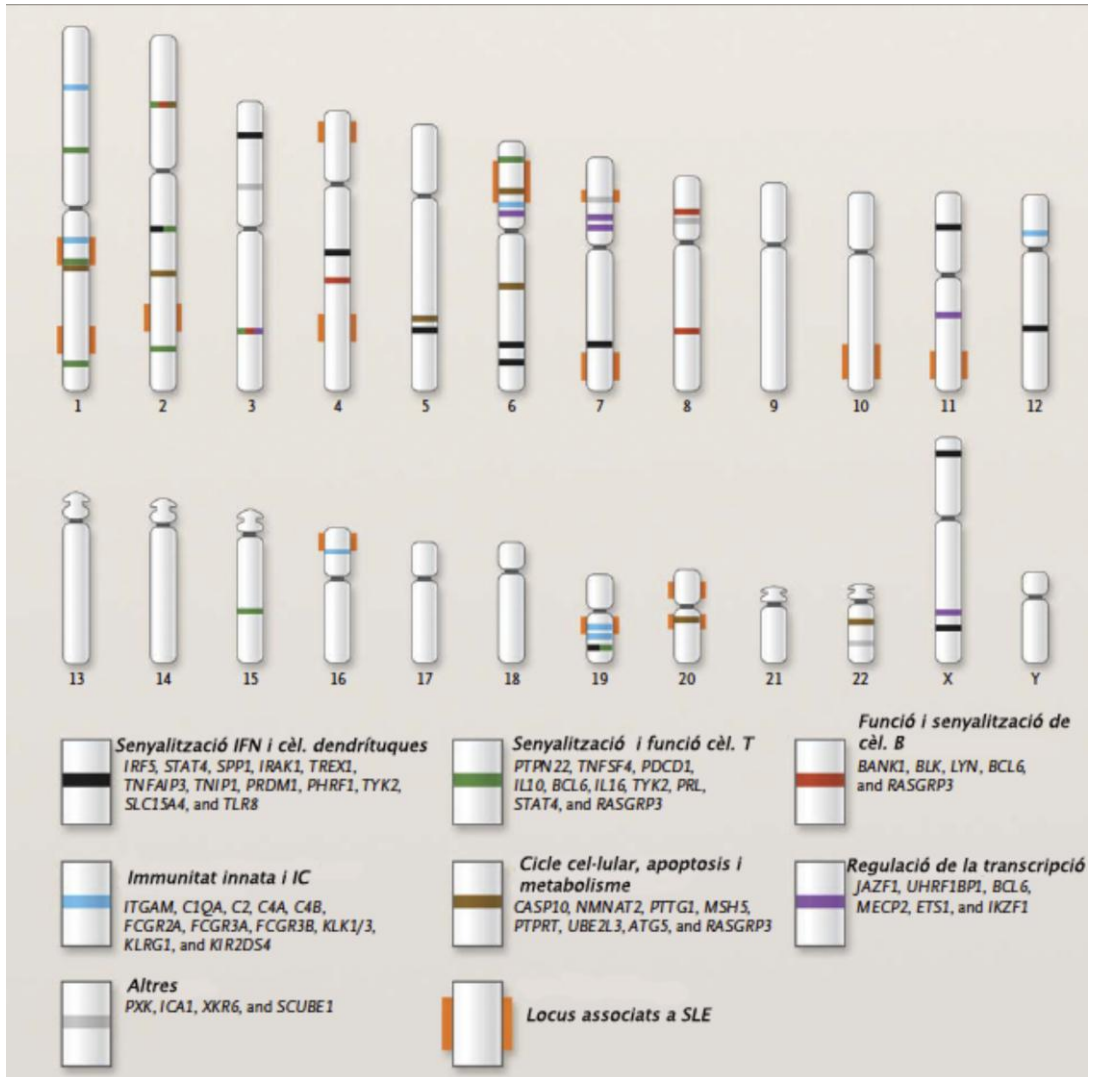 1 2 3 4 5 6 7 8 9 10 11 12
13 14 15 16 17 18 19 20 21 22 X Y
Senyalització IFN i cèl. dendrítuques
IRF5, STAT4, SPP1, IRAK1, TREX1,
TNFAIP3, TNIP1, PRDM1, PHRF1, TYK2,
SLC15A4, and TLR8
Senyalització i funció cèl. T
PTPN22, TNFSF4, PDCD1,
IL10, BCL6, IL16, TYK2, PRL,
STAT4, and RASGRP3
Funció i senyalització de
cèl. B
BANK1, BLK, LYN, BCL6,
and RASGRP3
Immunitat innata i IC
ITGAM, C1QA, C2, C4A, C4B,
FCGR2A, FCGR3A, FCGR3B, KLK1/3,
KLRG1, and KIR2DS4
Cicle cel·lular, apoptosis i
metabolisme
CASP10, NMNAT2, PTTG1, MSH5,
PTPRT, UBE2L3, ATG5, and RASGRP3
Regulació de la transcripció
JAZF1, UHRF1BP1, BCL6,
MECP2, ETS1, and IKZF1
Altres
PXK, ICA1, XKR6, and SCUBE1
Locus associats a SLE